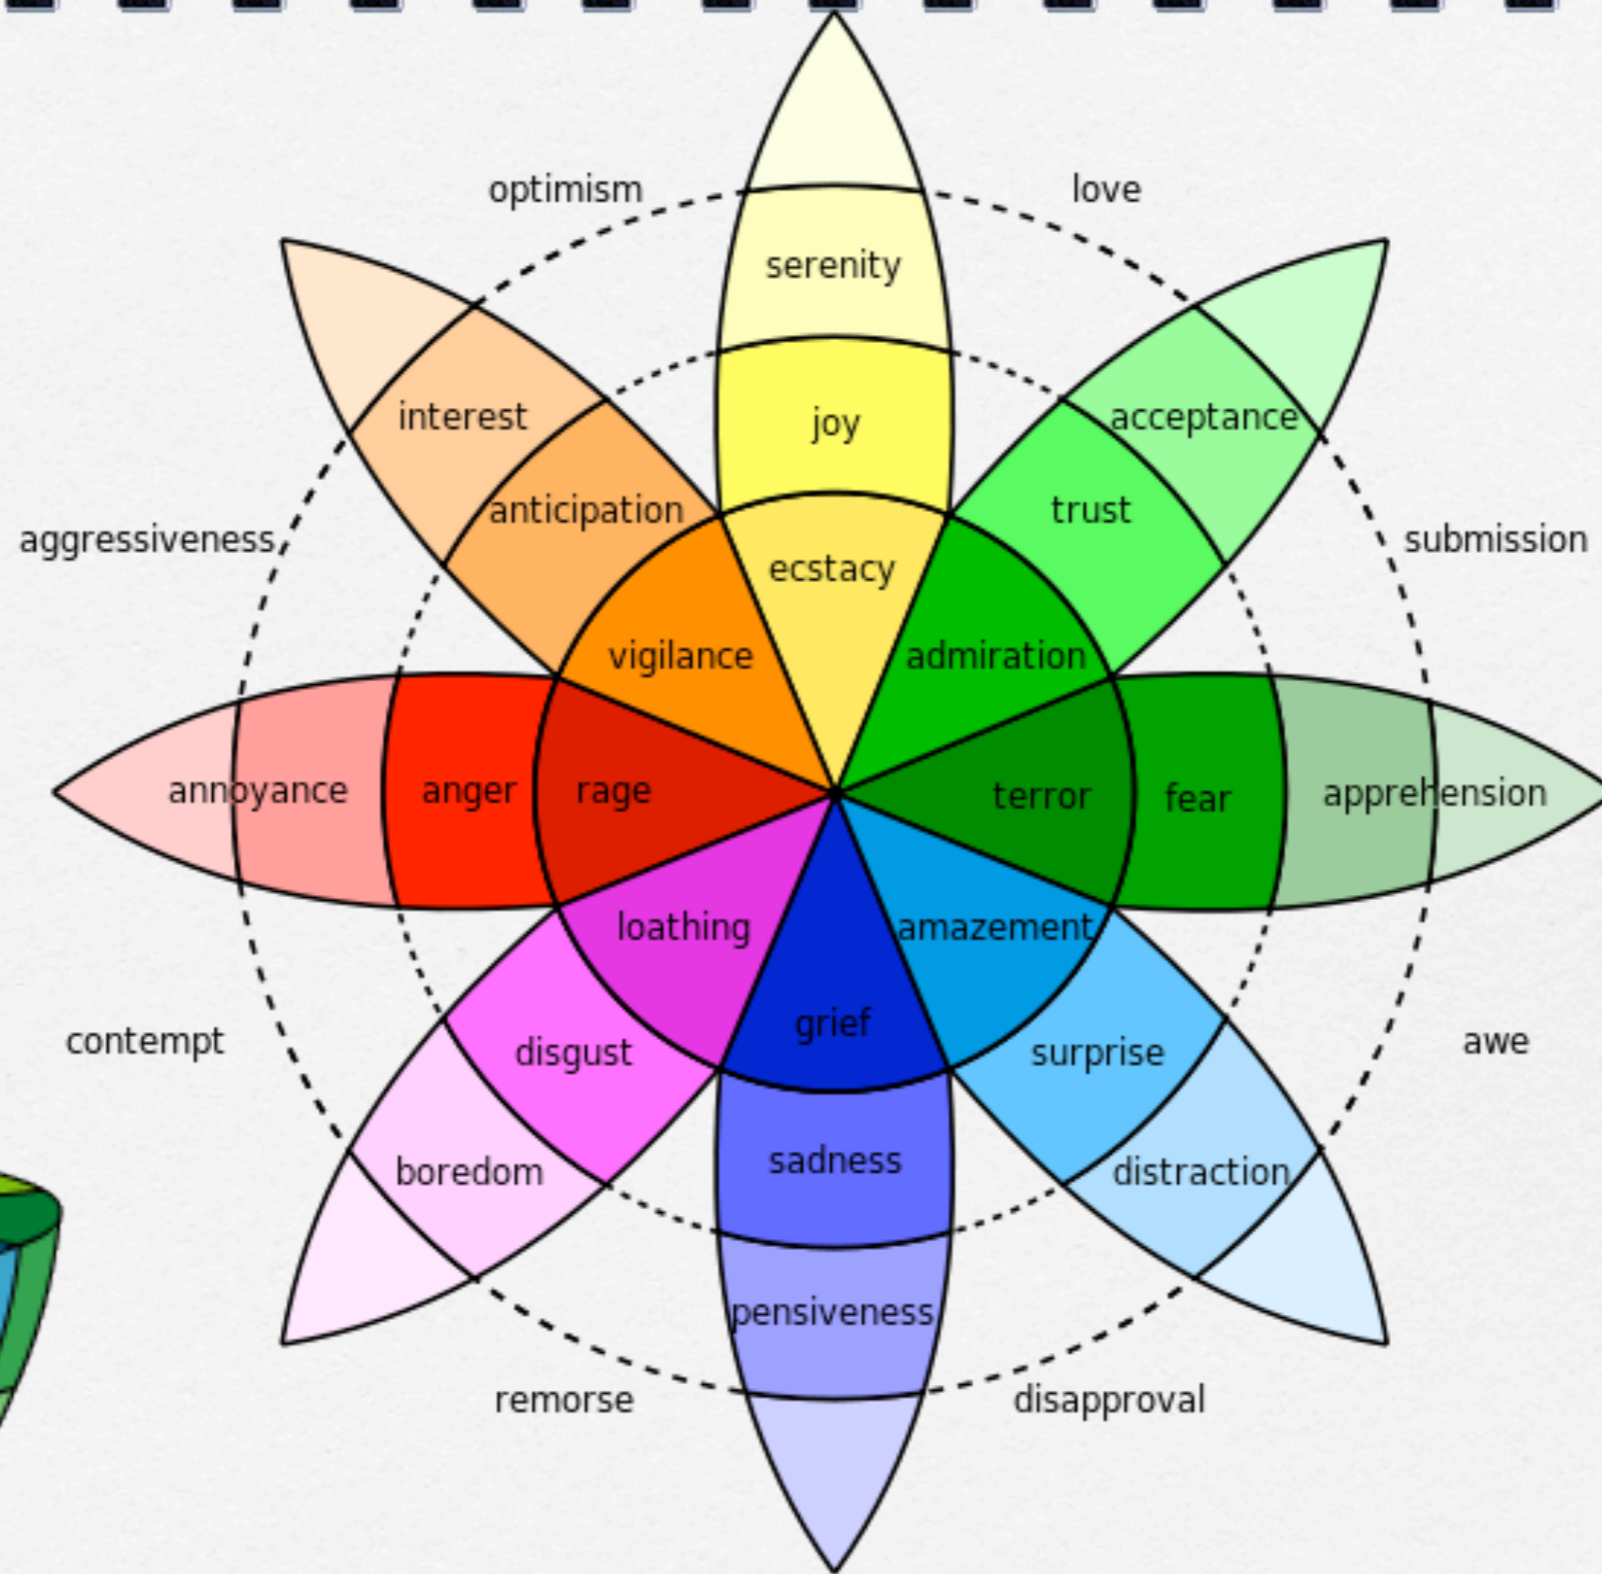 optimism
love
serenity
interest
acceptance
joy
anticipation
trust
aggressiveness
submission
ecstacy
vigilance
admiration
annoyance
anger
rage
terror
fear
apprehension
loathing
amazement
contempt
grief
awe
disgust
surprise
sadness
boredom
distraction
pensiveness
remorse
disapproval